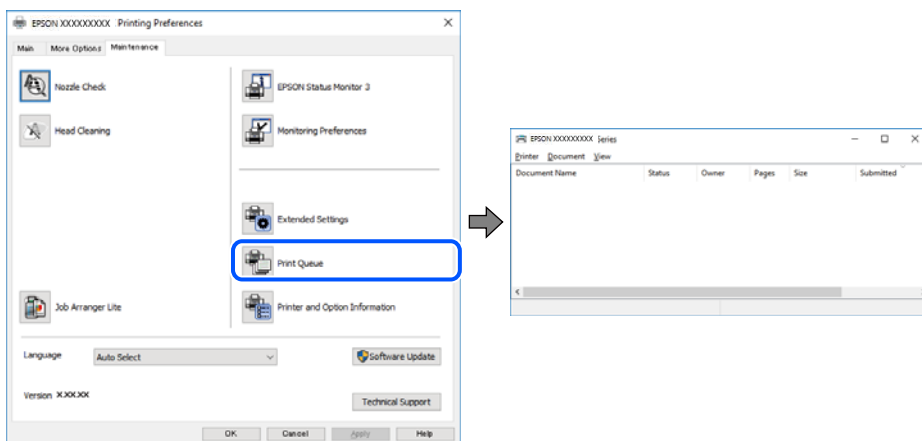 EPSON XXXXXXXXX Printing Preferences
Main More Options Maintenance
Nozzle Check
EPSON Status Monitor 3
Head Cleaning
Monitoring Preferences
Extended Settings
Print Queue
Job Arranger Lite
Printer and Option Information
Language
Auto Select
Software Update
Version X.XX.XX
Technical Support
OK Cancel Apply Help
EPSON XXXXXXXXX Series
Printer Document View
Document Name Status Owner Pages Size Submitted